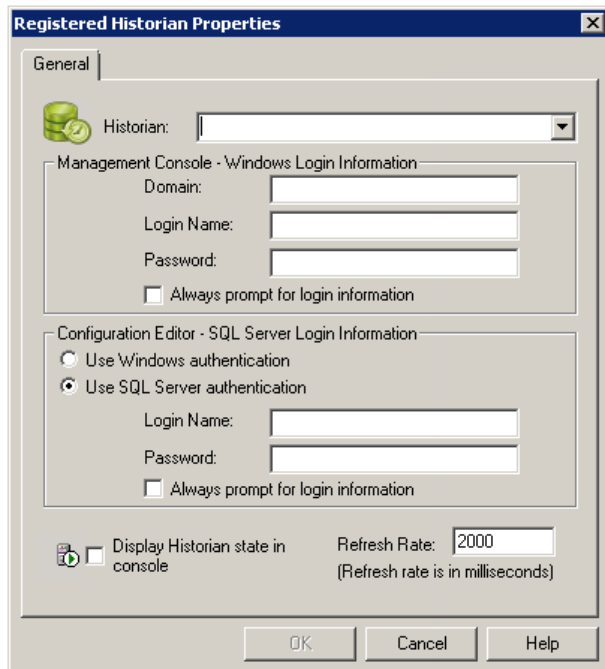 Registered Historian Properties
General
Historian:
Management Console - Windows Login Information
Domain:
Login Name:
Password:
Always prompt for login information
Configuration Editor - SQL Server Login Information
Use Windows authentication
Use SQL Server authentication
Login Name:
Password:
Always prompt for login information
Display Historian state in
console
Refresh Rate: 2000
(Refresh rate is in milliseconds)
OK Cancel Help